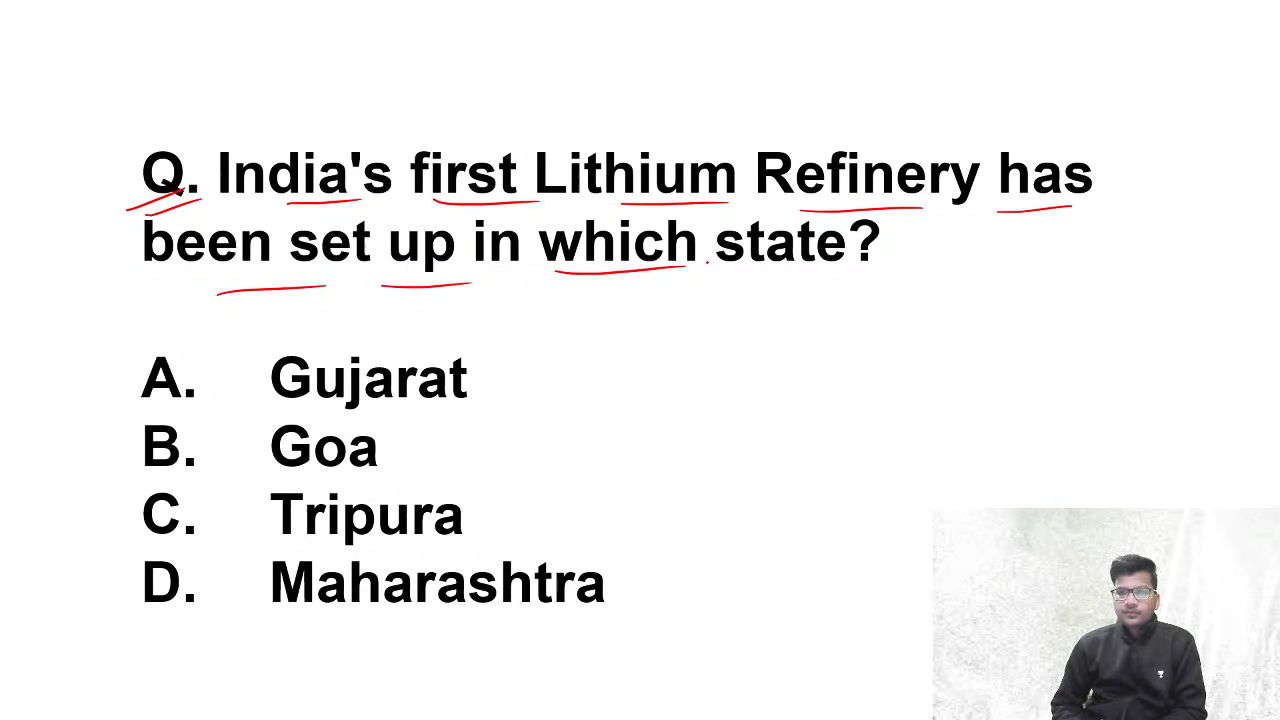 Q. India's first Lithium Refinery has
been set up in which state?
A. Gujarat
B. Goa
C. Tripura
D. Maharashtra